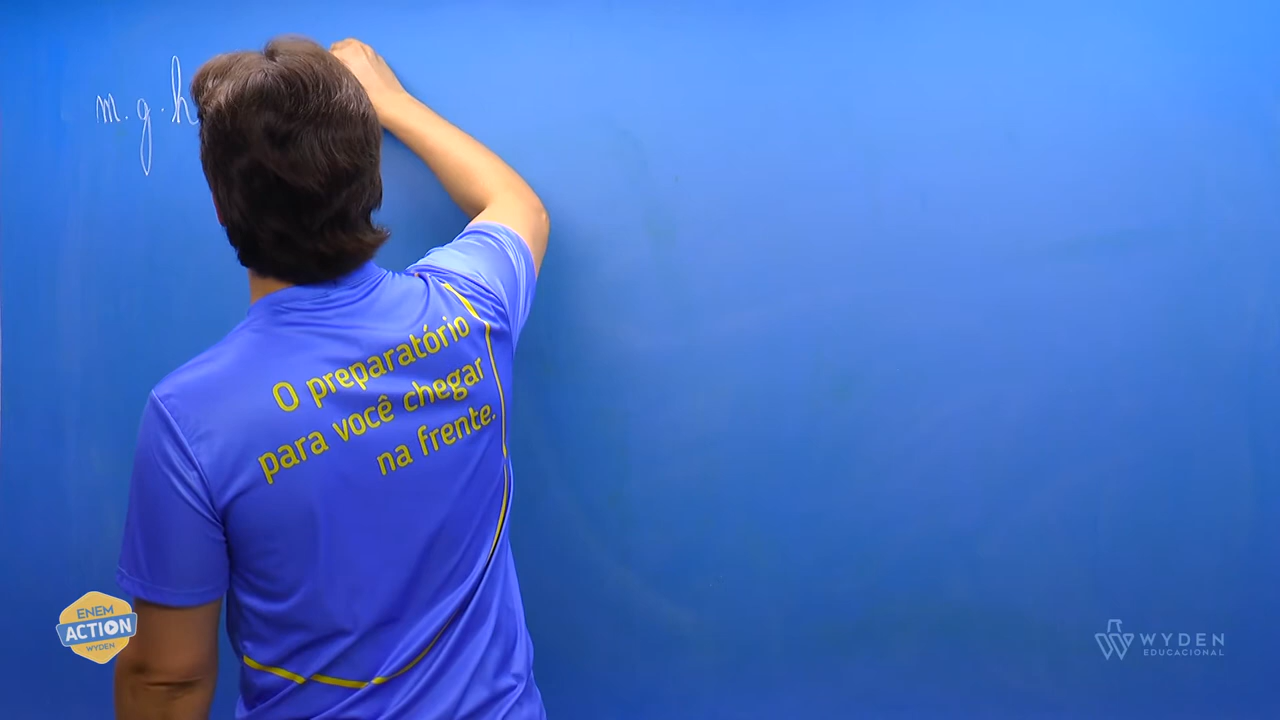 m.g.h
O preparatório
para você chegar
na frente.
ENEM
ACTION
WYDEN
WYDEN
EDUCACIONAL